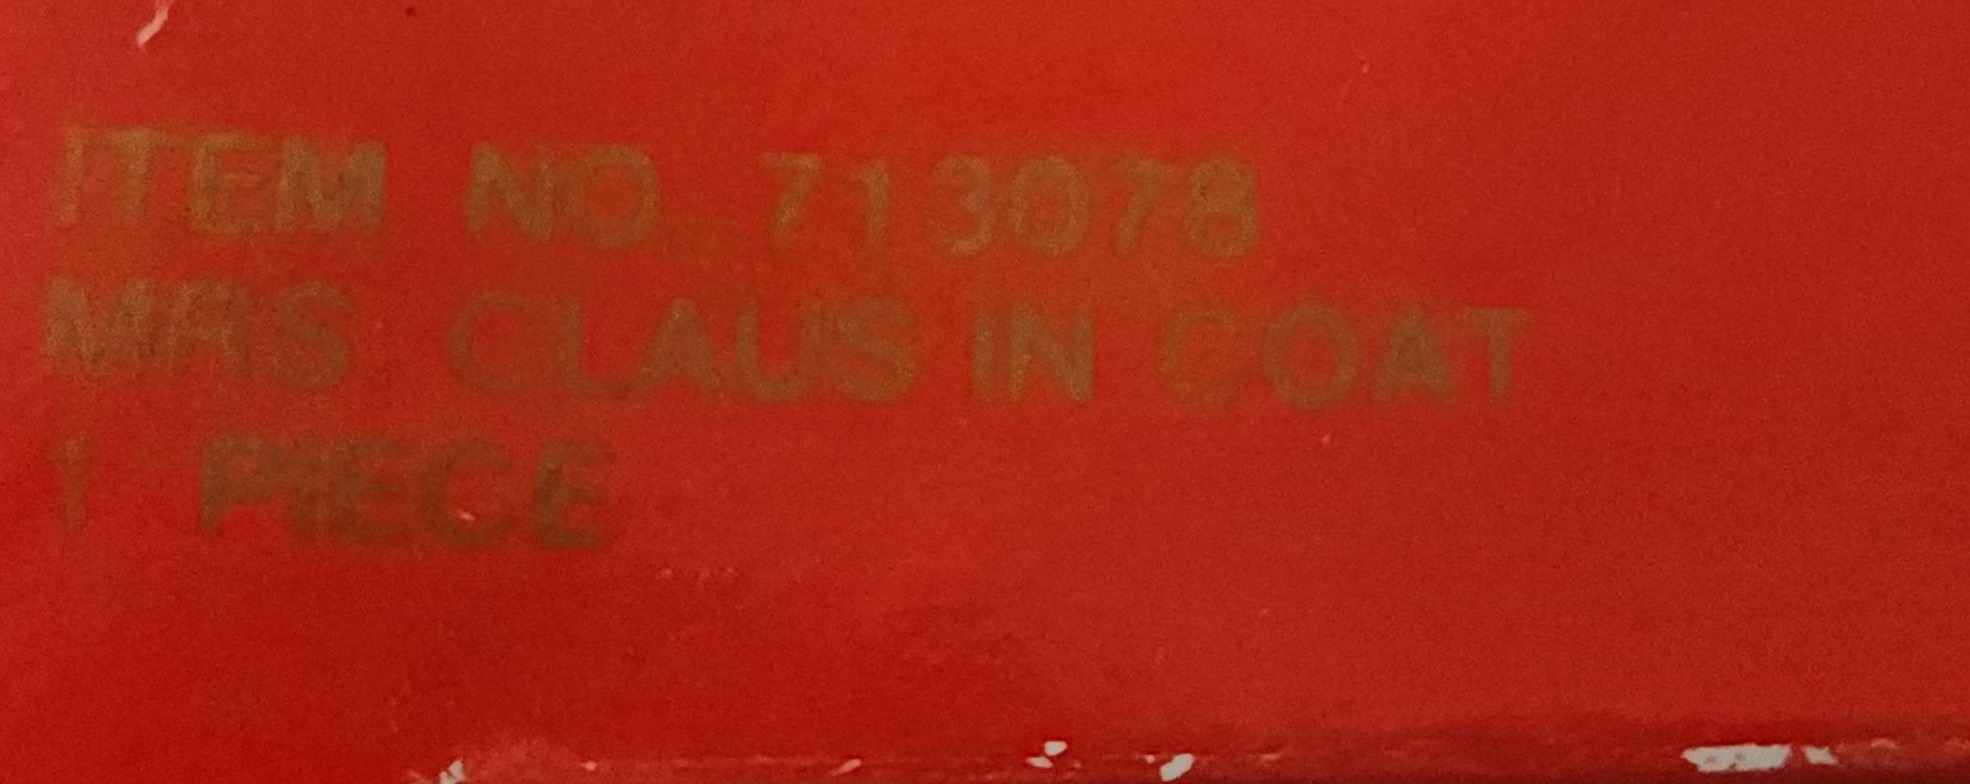 ITEM NO. 713078
MRS CLAUS IN COAT
1 PIECE